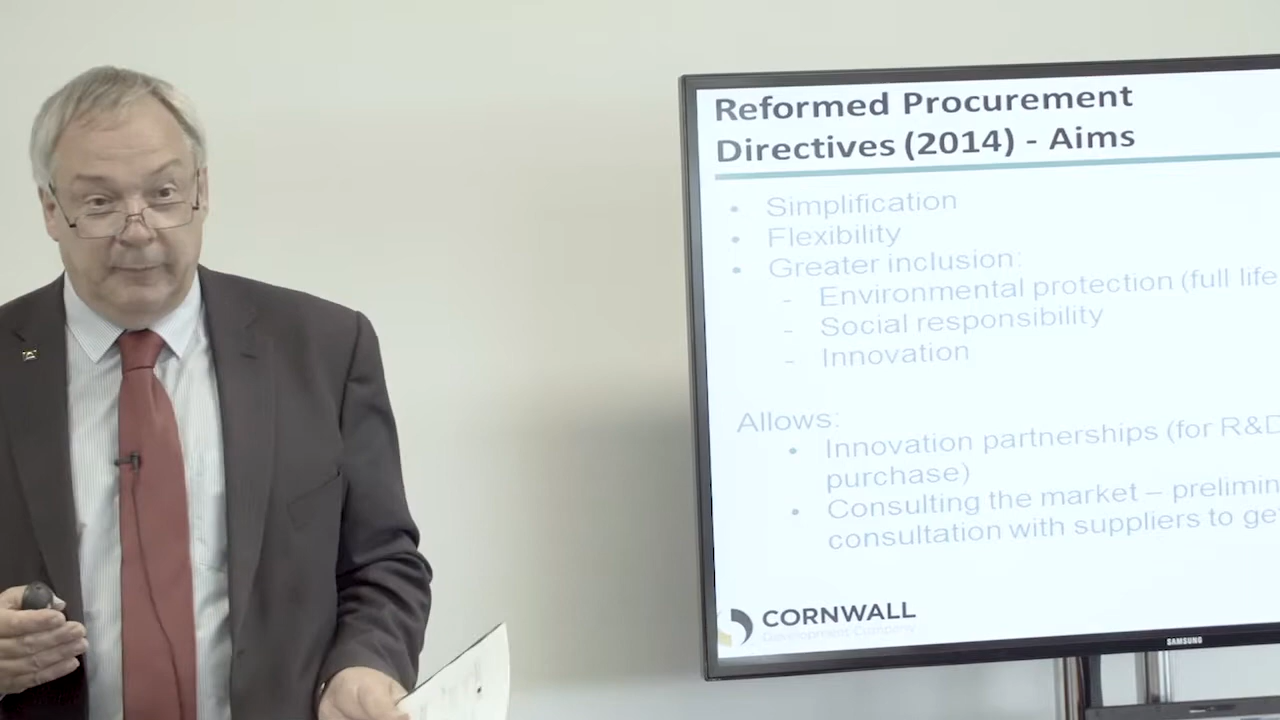 Reformed Procurement
Directives (2014) - Aims
• Simplification
• Flexibility
• Greater inclusion:
- Environmental protection (full life
- Social responsibility
- Innovation
Allows:
• Innovation partnerships (for R&D
purchase)
• Consulting the market – prelimin
consultation with suppliers to ge
CORNWALL
Development Company
SAMSUNG